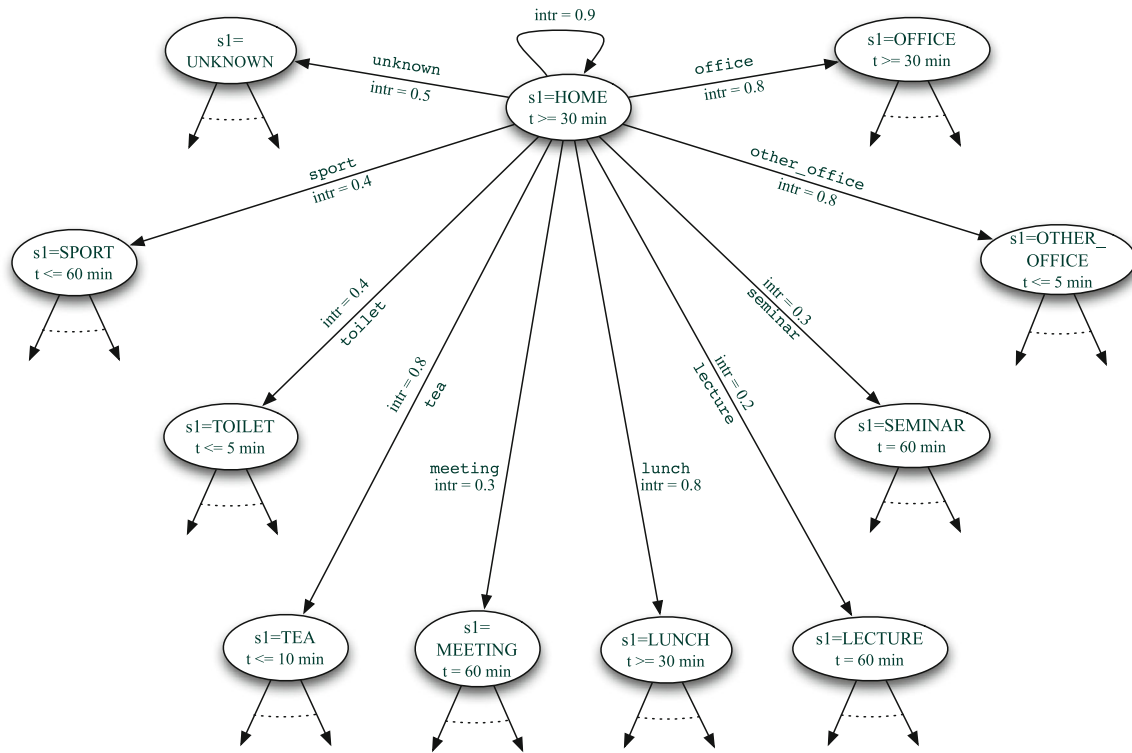 intr = 0.9
s1=
UNKNOWN
unknown
intr = 0.5
s1=HOME
t >= 30 min
office
intr = 0.8
s1=OFFICE
t >= 30 min
sport
intr = 0.4
other_office
intr = 0.8
s1=SPORT
t <= 60 min
s1=OTHER_
OFFICE
t <= 5 min
intr = 0.4
toilet
intr = 0.3
seminar
intr = 0.8
tea
intr = 0.2
lecture
s1=TOILET
t <= 5 min
s1=SEMINAR
t = 60 min
meeting
intr = 0.3
lunch
intr = 0.8
s1=TEA
t <= 10 min
s1=
MEETING
t = 60 min
s1=LUNCH
t >= 30 min
s1=LECTURE
t = 60 min